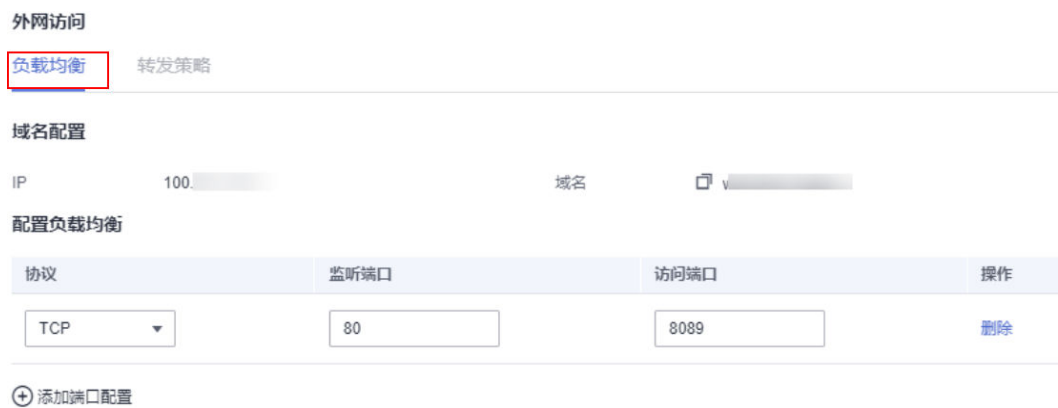 外网访问
负载均衡 转发策略
域名配置
IP 100. 域名
配置负载均衡
协议 监听端口 访问端口 操作
TCP 80 8089 删除
添加端口配置